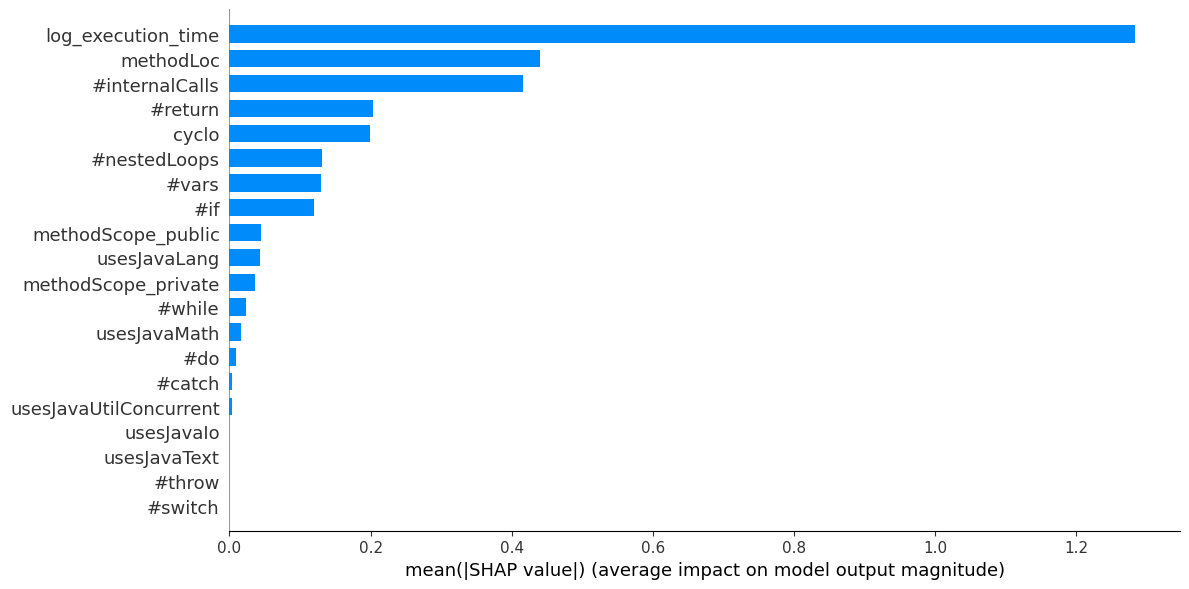 log_execution_time
methodLoc
#internalCalls
#return
cyclo
#nestedLoops
#vars
#if
methodScope_public
usesJavaLang
methodScope_private
#while
usesJavaMath
#do
#catch
usesJavaUtilConcurrent
usesJavaIo
usesJavaText
#throw
#switch
0.0 0.2 0.4 0.6 0.8 1.0 1.2
mean(|SHAP value|) (average impact on model output magnitude)